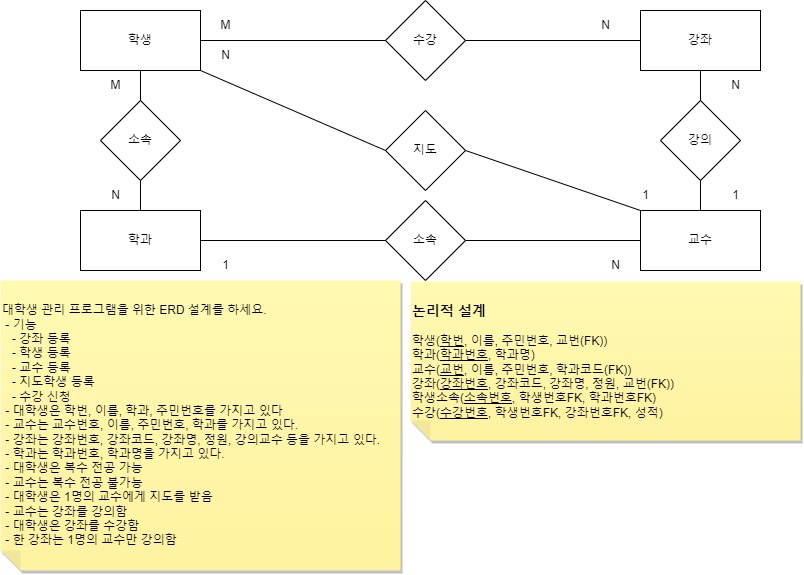 학생
M
수강
N
강좌
N
M
소속
지도
N
강의
N
1
1
학과
소속
교수
1
N
대학생 관리 프로그램을 위한 ERD 설계를 하세요.
- 기능
- 강좌 등록
- 학생 등록
- 교수 등록
- 지도학생 등록
- 수강 신청
- 대학생은 학번, 이름, 학과, 주민번호를 가지고 있다
- 교수는 교수번호, 이름, 주민번호, 학과를 가지고 있다.
- 강좌는 강좌번호, 강좌코드, 강좌명, 정원, 강의교수 등을 가지고 있다.
- 학과는 학과번호, 학과명을 가지고 있다.
- 대학생은 복수 전공 가능
- 교수는 복수 전공 불가능
- 대학생은 1명의 교수에게 지도를 받음
- 교수는 강좌를 강의함
- 대학생은 강좌를 수강함
- 한 강좌는 1명의 교수만 강의함
논리적 설계
학생(학번, 이름, 주민번호, 교번(FK))
학과(학과번호, 학과명)
교수(교번, 이름, 주민번호, 학과코드(FK))
강좌(강좌번호, 강좌코드, 강좌명, 정원, 교번(FK))
학생소속(소속번호, 학생번호FK, 학과번호FK)
수강(수강번호, 학생번호FK, 강좌번호FK, 성적)